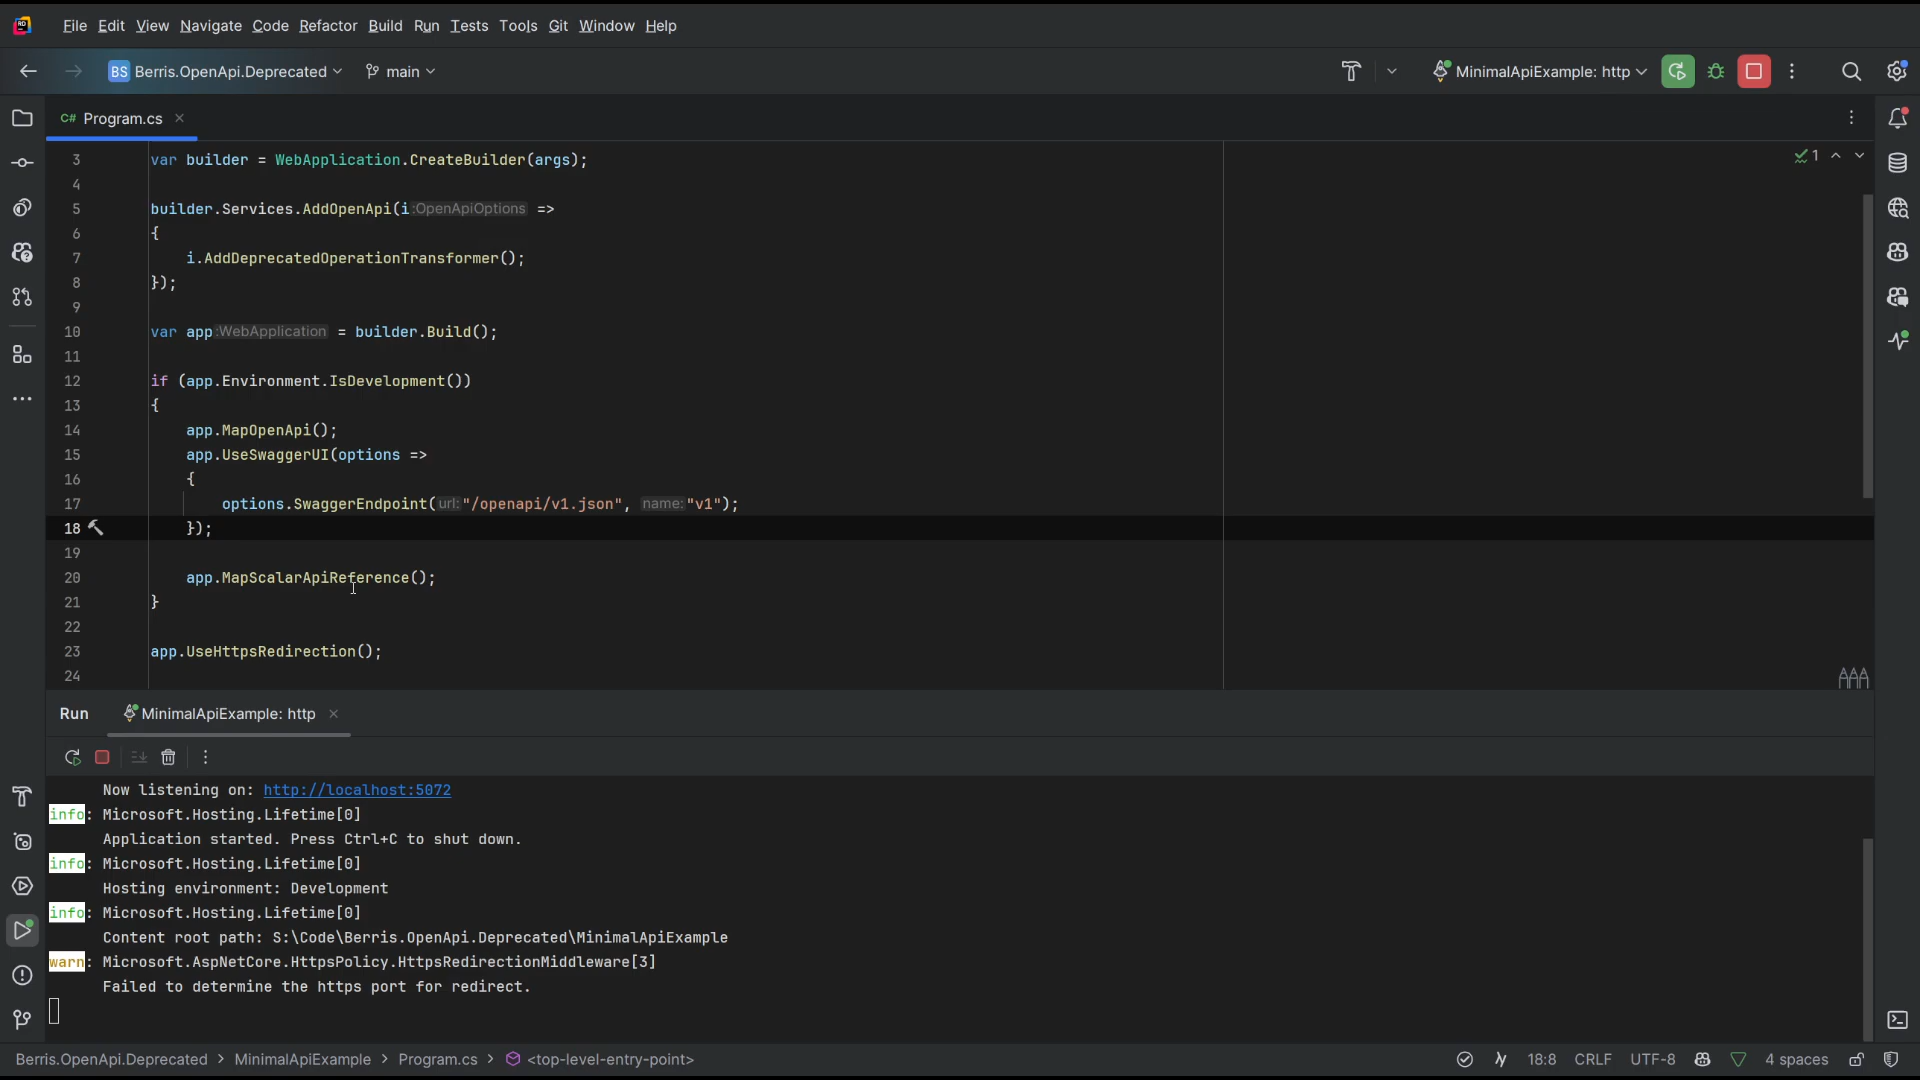 File Edit View Navigate Code Refactor Build Run Tests Tools Git Window Help
BS Berris.OpenApi.Deprecated main MinimalApiExample: http
C# Program.cs
3 var builder = WebApplication.CreateBuilder(args);
1
4
5 builder.Services.AddOpenApi(i :OpenApiOptions =>
6 {
7 i.AddDeprecatedOperationTransformer();
8 });
9
10 var app :WebApplication = builder.Build();
11
12 if (app.Environment.IsDevelopment())
13 {
14 app.MapOpenApi();
15 app.UseSwaggerUI(options =>
16 {
17 options.SwaggerEndpoint( url: "/openapi/v1.json", name: "v1");
18 });
19
20 app.MapScalarApiReference();
21 }
22
23 app.UseHttpsRedirection();
24
Run MinimalApiExample: http
Now listening on: http://localhost:5072
info: Microsoft.Hosting.Lifetime[0]
Application started. Press Ctrl+C to shut down.
info: Microsoft.Hosting.Lifetime[0]
Hosting environment: Development
info: Microsoft.Hosting.Lifetime[0]
Content root path: S:\Code\Berris.OpenApi.Deprecated\MinimalApiExample
warn: Microsoft.AspNetCore.HttpsPolicy.HttpsRedirectionMiddleware[3]
Failed to determine the https port for redirect.
Berris.OpenApi.Deprecated > MinimalApiExample > Program.cs > <top-level-entry-point> 18:8 CRLF UTF-8 4 spaces